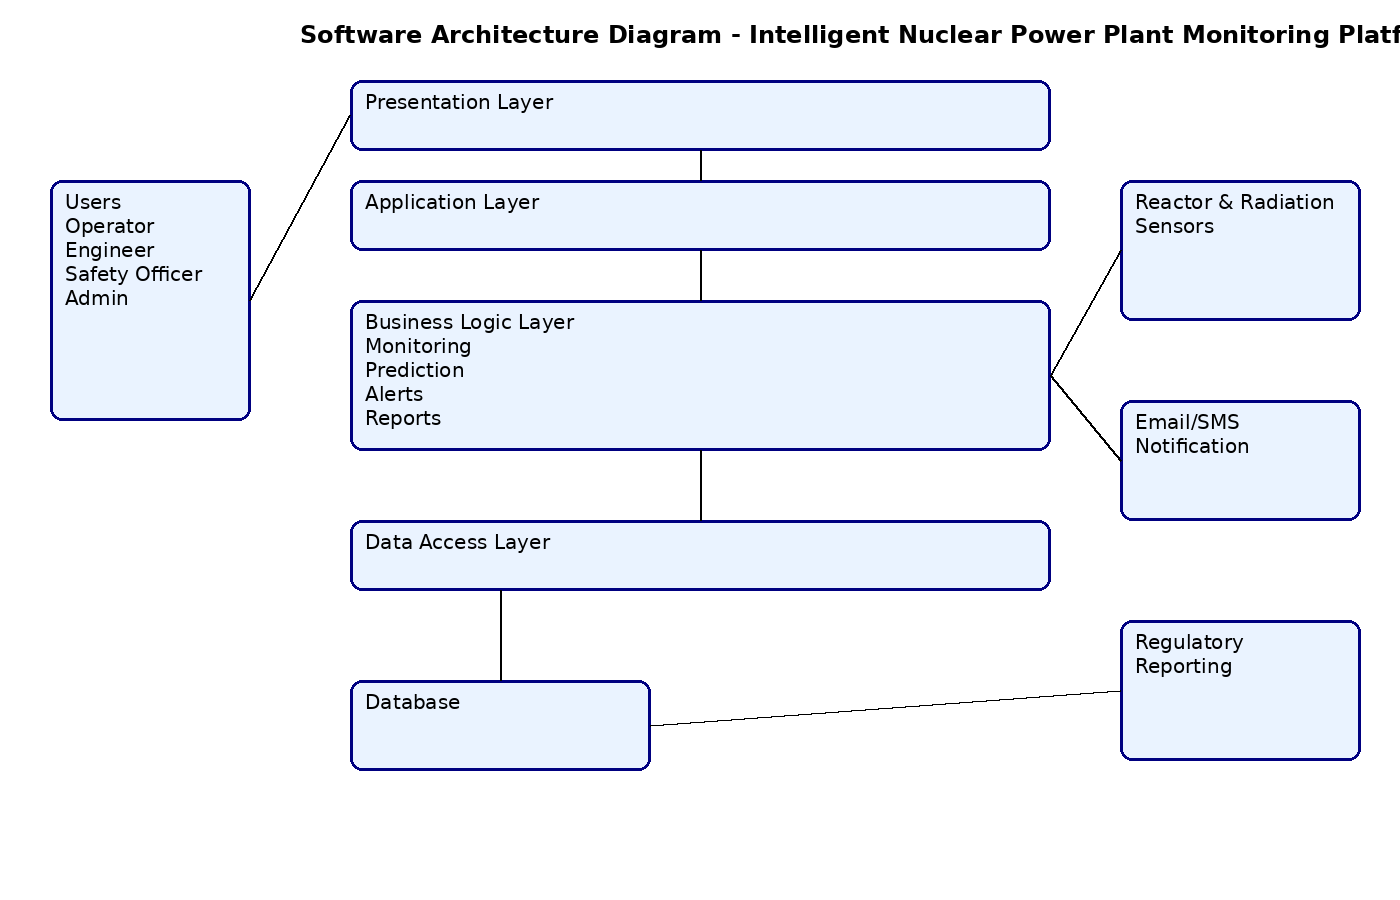 Software Architecture Diagram - Intelligent Nuclear Power Plant Monitoring Platf
Presentation Layer
Users
Operator
Engineer
Safety Officer
Admin
Application Layer
Reactor & Radiation
Sensors
Business Logic Layer
Monitoring
Prediction
Alerts
Reports
Email/SMS
Notification
Data Access Layer
Regulatory
Reporting
Database